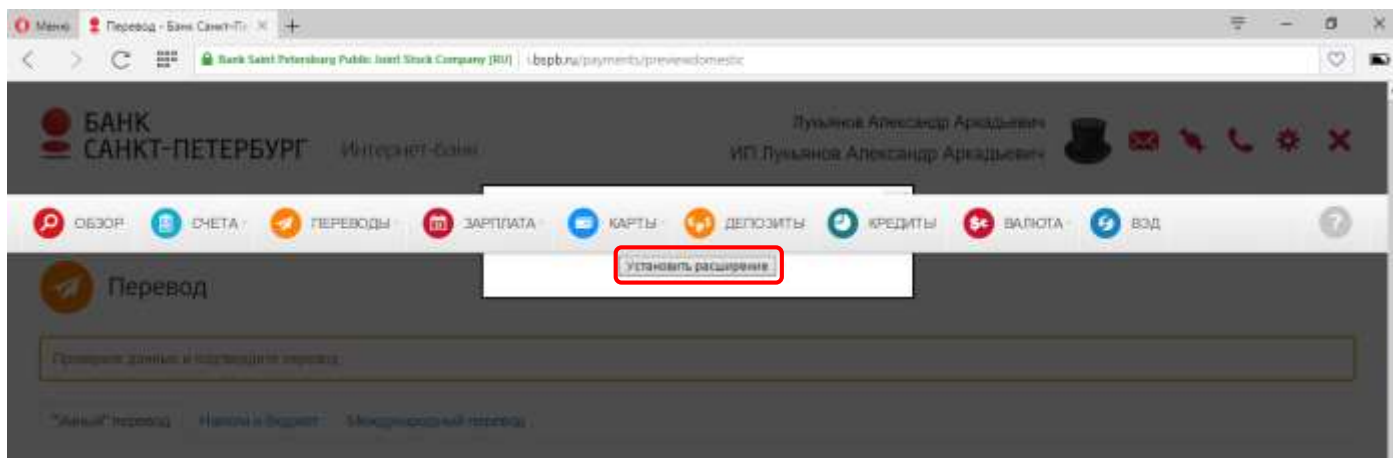 Меню Перевод - Банк Санкт-П
Bank Saint Petersburg Public Joint Stock Company [RU] i.bspb.ru/payments/previewdomestic
БАНК
САНКТ-ПЕТЕРБУРГ
Интернет-банк
Лукьянов Александр Аркадьевич
ИП Лукьянов Александр Аркадьевич
ОБЗОР СЧЕТА ПЕРЕВОДЫ ЗАРПЛАТА КАРТЫ ДЕПОЗИТЫ КРЕДИТЫ ВАЛЮТА ВЭД
Установить расширение
Перевод
Проверьте данные и подтвердите перевод
"Умный" перевод Налоги и бюджет Международный перевод